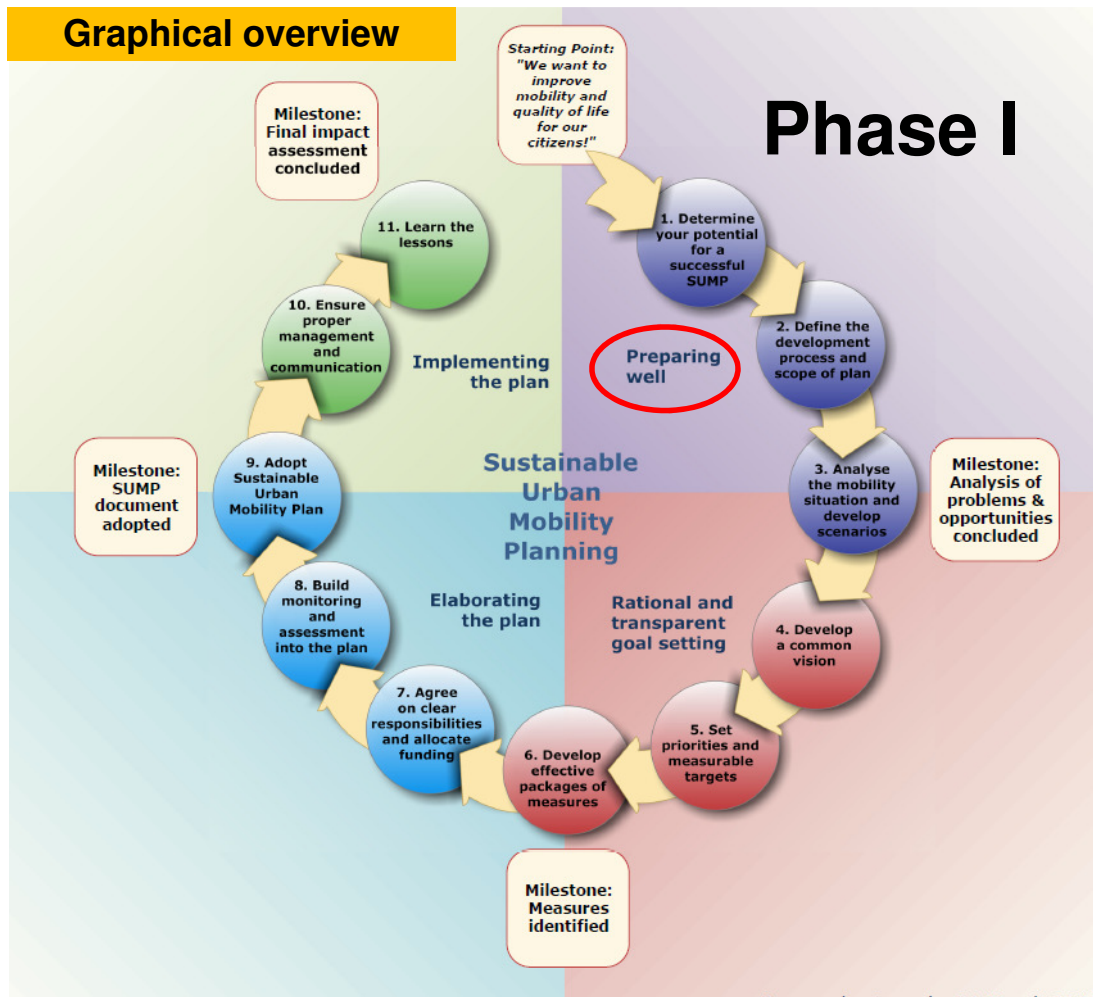 Graphical overview
Phase I
Starting Point:
"We want to
improve
mobility and
quality of life
for our
citizens!"
1. Determine
your potential
for a
successful
SUMP
2. Define the
development
process and
scope of plan
3. Analyse
the mobility
situation and
develop
scenarios
Milestone:
Analysis of
problems &
opportunities
concluded
4. Develop
a common
vision
5. Set
priorities and
measurable
targets
6. Develop
effective
packages of
measures
Milestone:
Measures
identified
7. Agree
on clear
responsibilities
and allocate
funding
8. Build
monitoring
and
assessment
into the plan
9. Adopt
Sustainable
Urban
Mobility Plan
Milestone:
SUMP
document
adopted
10. Ensure
proper
management
and
communication
11. Learn the
lessons
Milestone:
Final impact
assessment
concluded
Implementing
the plan
Preparing
well
Sustainable
Urban
Mobility
Planning
Elaborating
the plan
Rational and
transparent
goal setting